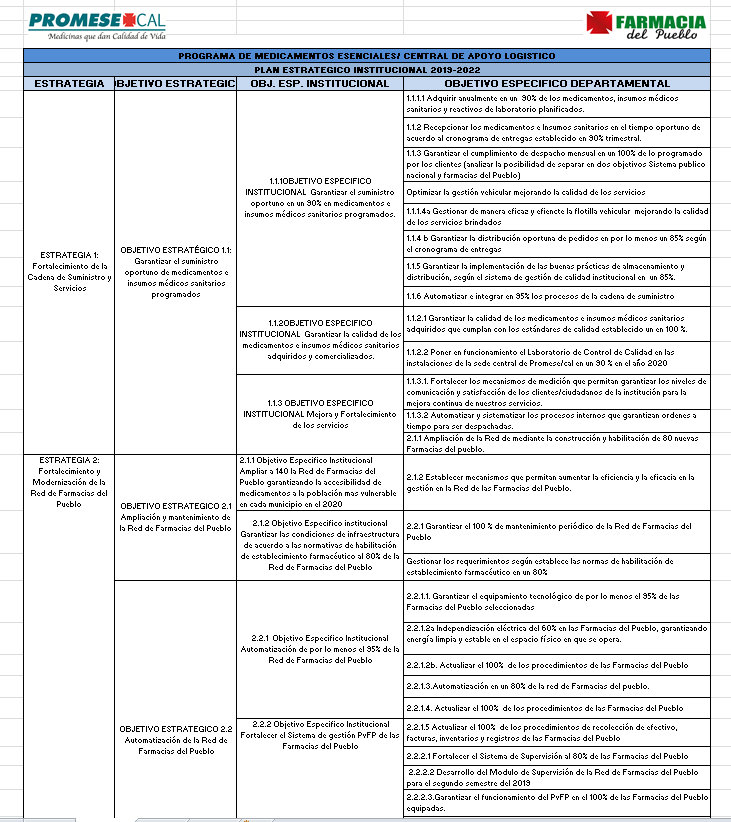 PROMESE CAL
Medicinas que dan Calidad de Vida
FARMACIA
del Pueblo
PROGRAMA DE MEDICAMENTOS ESENCIALES/ CENTRAL DE APOYO LOGISTICO
PLAN ESTRATEGICO INSTITUCIONAL 2019-2022
ESTRATEGIA
OBJETIVO ESTRATEGIC
OBJ. ESP. INSTITUCIONAL
OBJETIVO ESPECIFICO DEPARTAMENTAL
ESTRATEGIA 1:
Fortalecimiento de la
Cadena de Suministro y
Servicios
OBJETIVO ESTRATÉGICO 1.1:
Garantizar el suministro
oportuno de medicamentos e
insumos médicos sanitarios
programados
1.1.1OBJETIVO ESPECIFICO
INSTITUCIONAL Garantizar el suministro
oportuno en un 90% en medicamentos e
insumos médicos sanitarios programados.
1.1.1.1 Adquirir anualmente en un 90% de los medicamentos, insumos médicos
sanitarios y reactivos de laboratorio planificados.
1.1.2 Recepcionar los medicamentos e Insumos sanitarios en el tiempo oportuno de
acuerdo al cronograma de entregas establecido en 90% trimestral.
1.1.3 Garantizar el cumplimiento de despacho mensual en un 100% de lo programado
por los clientes (analizar la posibilidad de separar en dos objetivos Sistema publico
nacional y farmacias del Pueblo)
Optimizar la gestión vehicular mejorando la calidad de los servicios
1.1.1.4a Gestionar de manera eficaz y efiencte la flotilla vehicular mejorando la calidad
de los servicios brindados
1.1.4 b Garantizar la distribución oportuna de pedidos en por lo menos un 85% según
el cronograma de entregas
1.1.5 Garantizar la implementación de las buenas prácticas de almacenamiento y
distribución, según el sistema de gestión de calidad institucional en un 85%.
1.1.6 Automatizar e integrar en 95% los procesos de la cadena de suministro
1.1.2OBJETIVO ESPECIFICO
INSTITUCIONAL Garantizar la calidad de los
medicamentos e insumos médicos sanitarios
adquiridos y comercializados.
1.1.2.1 Garantizar la calidad de los medicamentos e insumos médicos sanitarios
adquiridos que cumplan con los estándares de calidad establecido un en 100 %.
1.1.2.2 Poner en funcionamiento el Laboratorio de Control de Calidad en las
instalaciones de la sede central de Promese/cal en un 90 % en el año 2020
1.1.3 OBJETIVO ESPECIFICO
INSTITUCIONAL Mejora y Fortalecimiento
de los servicios
1.1.3.1. Fortalecer los mecanismos de medición que permitan garantizar los niveles de
comunicación y satisfacción de los clientes/ciudadanos de la institución para la
mejora continua de nuestros servicios.
1.1.3.2 Automatizar y sistematizar los procesos internos que garantizan ordenes a
tiempo para ser despachadas.
2.1.1 Ampliación de la Red de mediante la construcción y habilitación de 80 nuevas
Farmacias del pueblo.
ESTRATEGIA 2:
Fortalecimiento y
Modernización de la
Red de Farmacias del
Pueblo
OBJETIVO ESTRATEGICO 2.1
Ampliación y mantenimiento de
la Red de Farmacias del Pueblo
2.1.1 Objetivo Especifico Institucional
Ampliar a 140 la Red de Farmacias del
Pueblo garantizando la accesibilidad de
medicamentos a la población mas vulnerable
en cada municipio en el 2020
2.1.2 Establecer mecanismos que permitan aumentar la eficiencia y la eficacia en la
gestión en la Red de las Farmacias del Pueblo.
2.1.2 Objetivo Especifico institucional
Garantizar las condiciones de infraestructura
de acuerdo a las normativas de habilitación
de establecimiento farmacéutico al 80% de la
Red de Farmacias del Pueblo
2.2.1 Garantizar el 100 % de mantenimiento periódico de la Red de Farmacias del
Pueblo
Gestionar los requerimientos según establece las normas de habilitación de
establecimiento farmacéutico en un 80%
OBJETIVO ESTRATEGICO 2.2
Automatización de la Red de
Farmacias del Pueblo
2.2.1 Objetivo Especifico Institucional
Automatización de por lo menos el 95% de la
Red de Farmacias del Pueblo
2.2.1.1. Garantizar el equipamiento tecnológico de por lo menos el 95% de las
Farmacias del Pueblo seleccionadas
2.2.1.2a Independización eléctrica del 60% en las Farmacias del Pueblo, garantizando
energía limpia y estable en el espacio físico en que se opera.
2.2.1.2b. Actualizar el 100% de los procedimientos de las Farmacias del Pueblo
2.2.1.3.Automatización en un 80% de la red de Farmacias del pueblo.
2.2.1.4. Actualizar el 100% de los procedimientos de las Farmacias del Pueblo
2.2.2 Objetivo Especifico Institucional
Fortalecer el Sistema de gestión PvFP de las
Farmacias del Pueblo
2.2.1.5 Actualizar el 100% de los procedimientos de recolección de efectivo,
facturas, inventarios y registros de las Farmacias del Pueblo
2.2.2.1 Fortalecer el Sistema de Supervisión al 80% de las Farmacias del Pueblo
2.2.2.2 Desarrollo del Modulo de Supervisión de la Red de Farmacias del Pueblo
para el segundo semestre del 2019
2.2.2.3.Garantizar el funcionamiento del PvFP en el 100% de las Farmacias del Pueblo
equipadas.